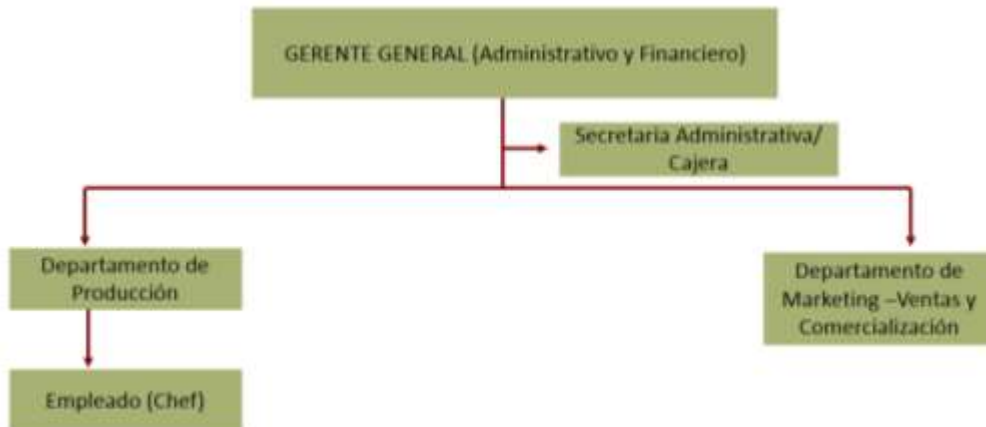 GERENTE GENERAL (Administrativo y Financiero)
Secretaria Administrativa/
Cajera
Departamento de
Producción
Departamento de
Marketing –Ventas y
Comercialización
Empleado (Chef)